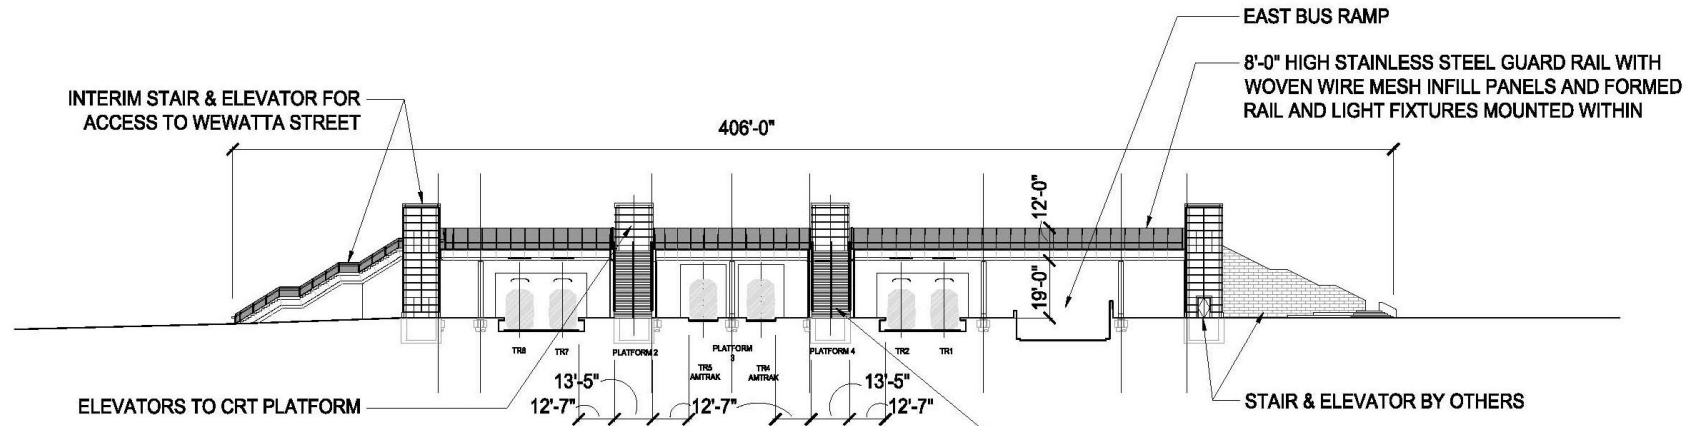 EAST BUS RAMP
8'-0" HIGH STAINLESS STEEL GUARD RAIL WITH
WOVEN WIRE MESH INFILL PANELS AND FORMED
RAIL AND LIGHT FIXTURES MOUNTED WITHIN
INTERIM STAIR & ELEVATOR FOR
ACCESS TO WEWATTA STREET
406'-0"
12'-0"
19'-0"
TR8
TR7
PLATFORM 2
PLATFORM
3
PLATFORM 4
TR2
TR1
TR5
AMTRAK
TR4
AMTRAK
13'-5"
13'-5"
12'-7"
12'-7"
12'-7"
ELEVATORS TO CRT PLATFORM
STAIR & ELEVATOR BY OTHERS